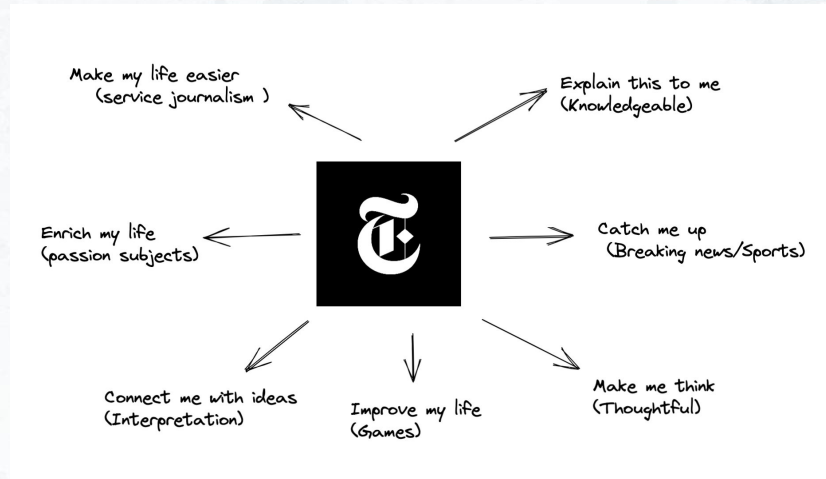 Make my life easier
(service journalism )
Explain this to me
(Knowledgeable)
Enrich my life
(passion subjects)
T
Catch me up
(Breaking news/Sports)
Connect me with ideas
(Interpretation)
Improve my life
(Games)
Make me think
(Thoughtful)